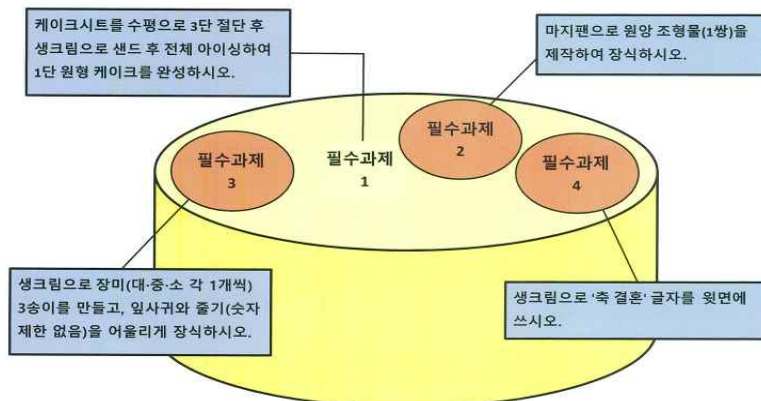 케이크시트를 수평으로 3단 절단 후
생크림으로 샌드 후 전체 아이싱하여
1단 원형 케이크를 완성하시오.
마지팬으로 원앙 조형물(1쌍)을
제작하여 장식하시오.
필수과제
3
필수과제
1
필수과제
2
필수과제
4
생크림으로 장미(대·중·소 각 1개씩)
3송이를 만들고, 잎사귀와 줄기(숫자
제한 없음)을 어울리게 장식하시오.
생크림으로 '축 결혼' 글자를 윗면에
쓰시오.